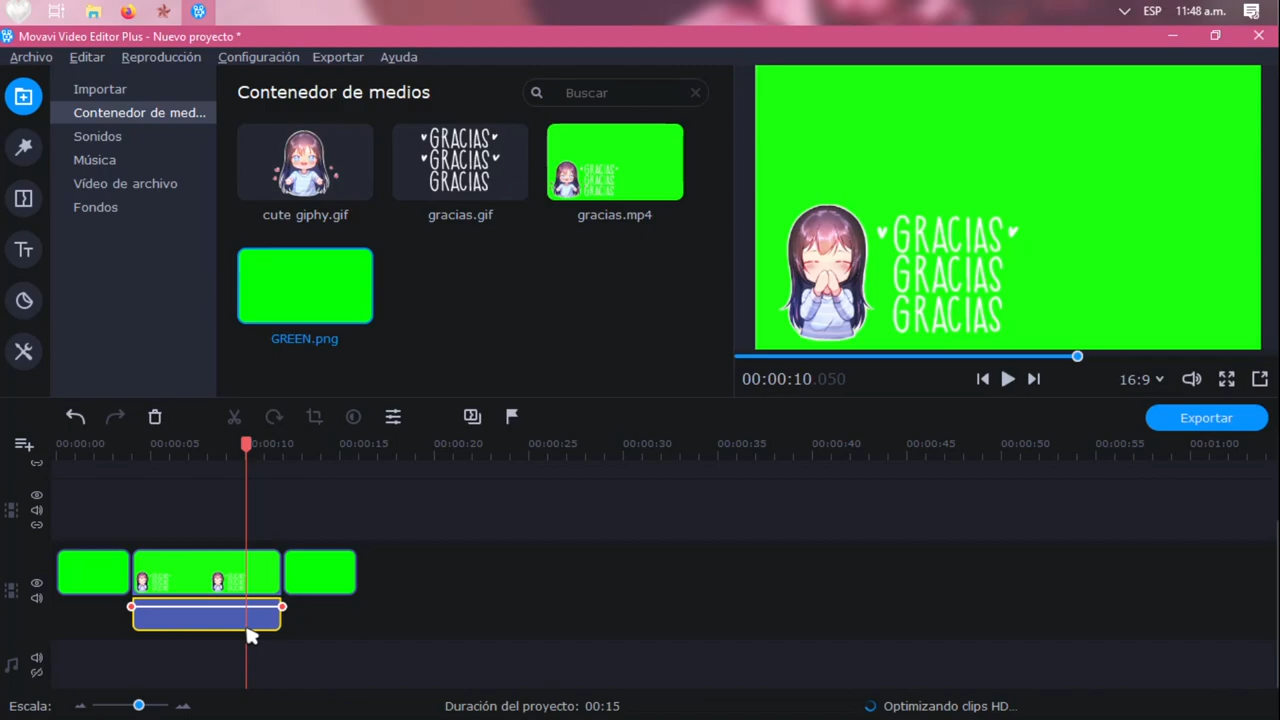 ESP 11:48 a.m.
Movavi Video Editor Plus - Nuevo proyecto *
Archivo Editar Reproducción Configuración Exportar Ayuda
Importar
Contenedor de med...
Sonidos
Música
Vídeo de archivo
Fondos
Contenedor de medios
Buscar
GRACIAS
GRACIAS
GRACIAS
GRACIAS
GRACIAS
GRACIAS
cute giphy.gif
gracias.gif
gracias.mp4
GREEN.png
GRACIAS
GRACIAS
GRACIAS
00:00:10.050
16:9
Exportar
00:00:00 00:00:05 00:00:10 00:00:15 00:00:20 00:00:25 00:00:30 00:00:35 00:00:40 00:00:45 00:00:50 00:00:55 00:01:00
Escala:
Duración del proyecto: 00:15
Optimizando clips HD...